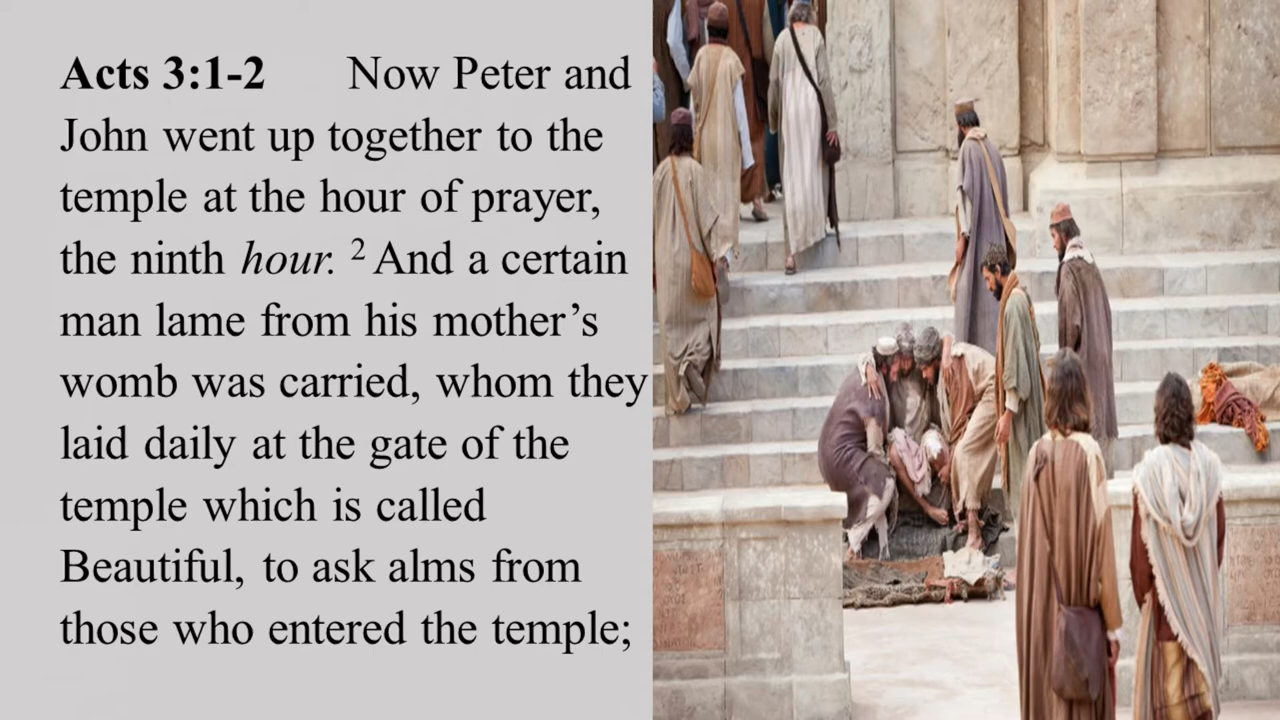 Acts 3:1-2 Now Peter and
John went up together to the
temple at the hour of prayer,
the ninth hour. ² And a certain
man lame from his mother’s
womb was carried, whom they
laid daily at the gate of the
temple which is called
Beautiful, to ask alms from
those who entered the temple;